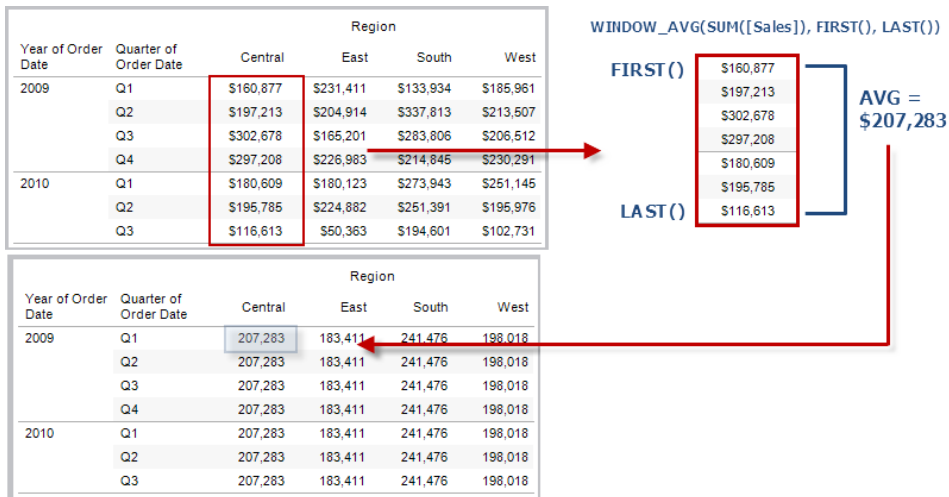 Region
Year of Order Date Quarter of Order Date Central East South West
2009 Q1 $160,877 $231,411 $133,934 $185,961
Q2 $197,213 $204,914 $337,813 $213,507
Q3 $302,678 $165,201 $283,806 $206,512
Q4 $297,208 $226,983 $214,845 $230,291
2010 Q1 $180,609 $180,123 $273,943 $251,145
Q2 $195,785 $224,882 $251,391 $195,976
Q3 $116,613 $50,363 $194,601 $102,731
WINDOW_AVG(SUM([Sales]), FIRST(), LAST())
FIRST() $160,877
$197,213
$302,678
$297,208
$180,609
$195,785
LAST() $116,613
AVG =
$207,283
Region
Year of Order Date Quarter of Order Date Central East South West
2009 Q1 207,283 183,411 241,476 198,018
Q2 207,283 183,411 241,476 198,018
Q3 207,283 183,411 241,476 198,018
Q4 207,283 183,411 241,476 198,018
2010 Q1 207,283 183,411 241,476 198,018
Q2 207,283 183,411 241,476 198,018
Q3 207,283 183,411 241,476 198,018